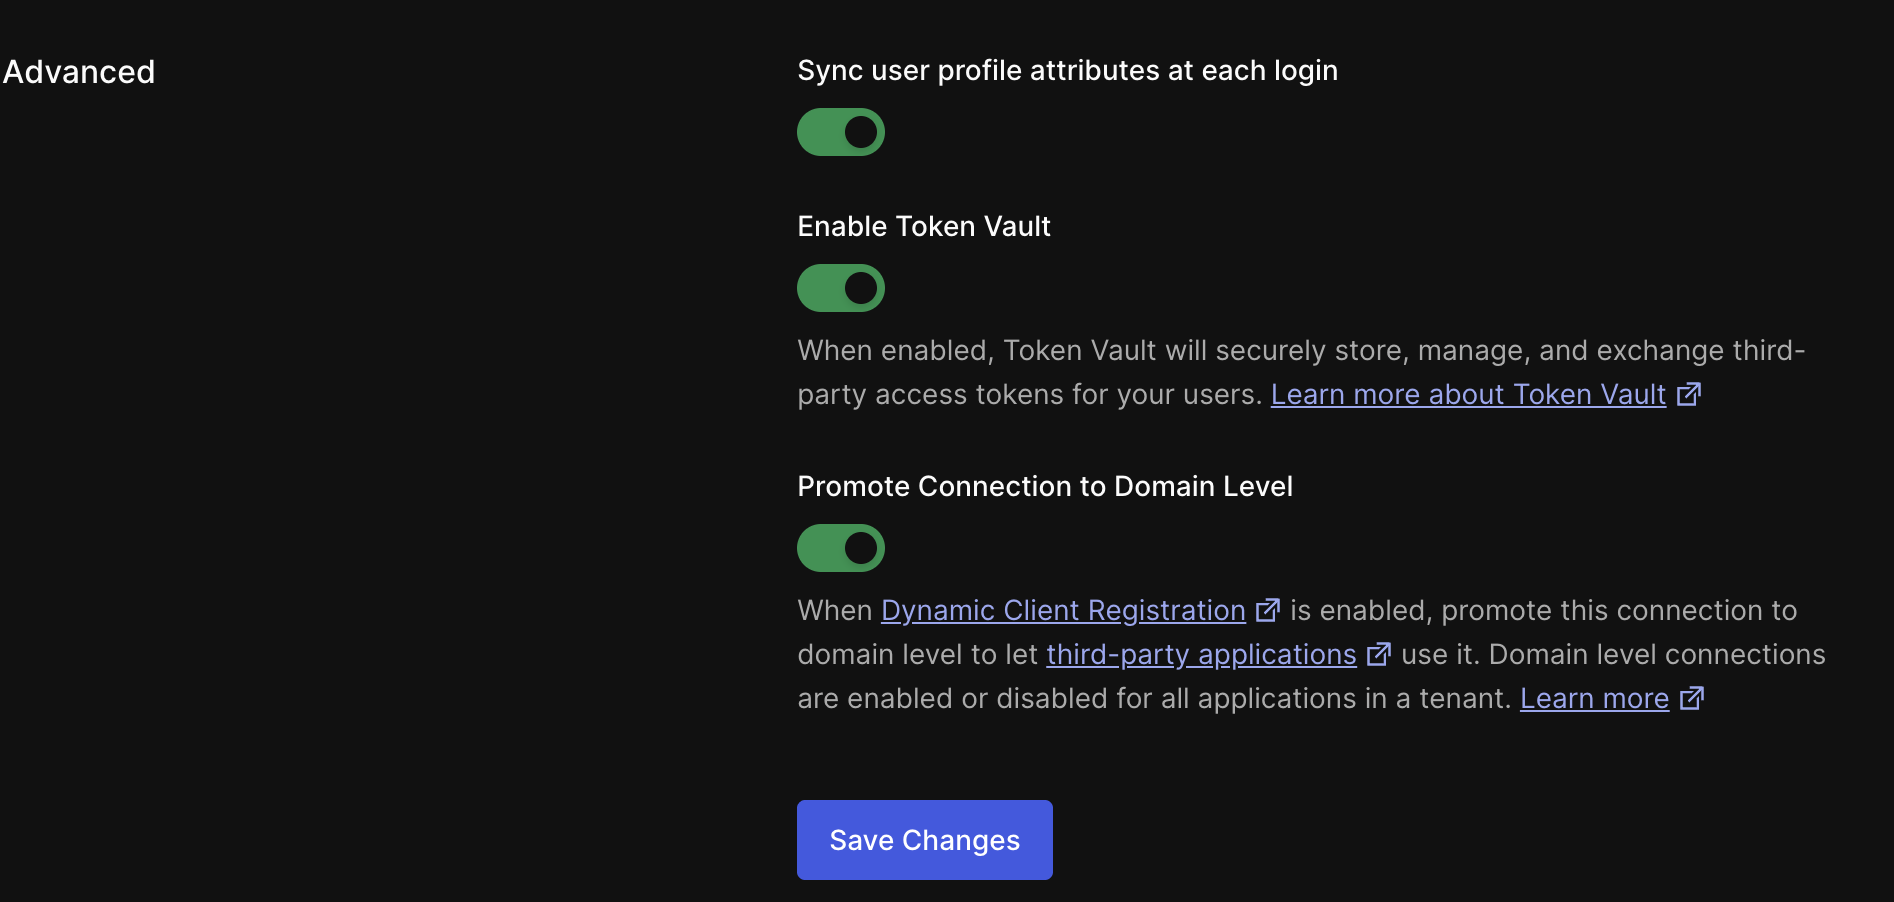 Advanced
Sync user profile attributes at each login
Enable Token Vault
When enabled, Token Vault will securely store, manage, and exchange third-
party access tokens for your users. Learn more about Token Vault
Promote Connection to Domain Level
When Dynamic Client Registration is enabled, promote this connection to
domain level to let third-party applications use it. Domain level connections
are enabled or disabled for all applications in a tenant. Learn more
Save Changes